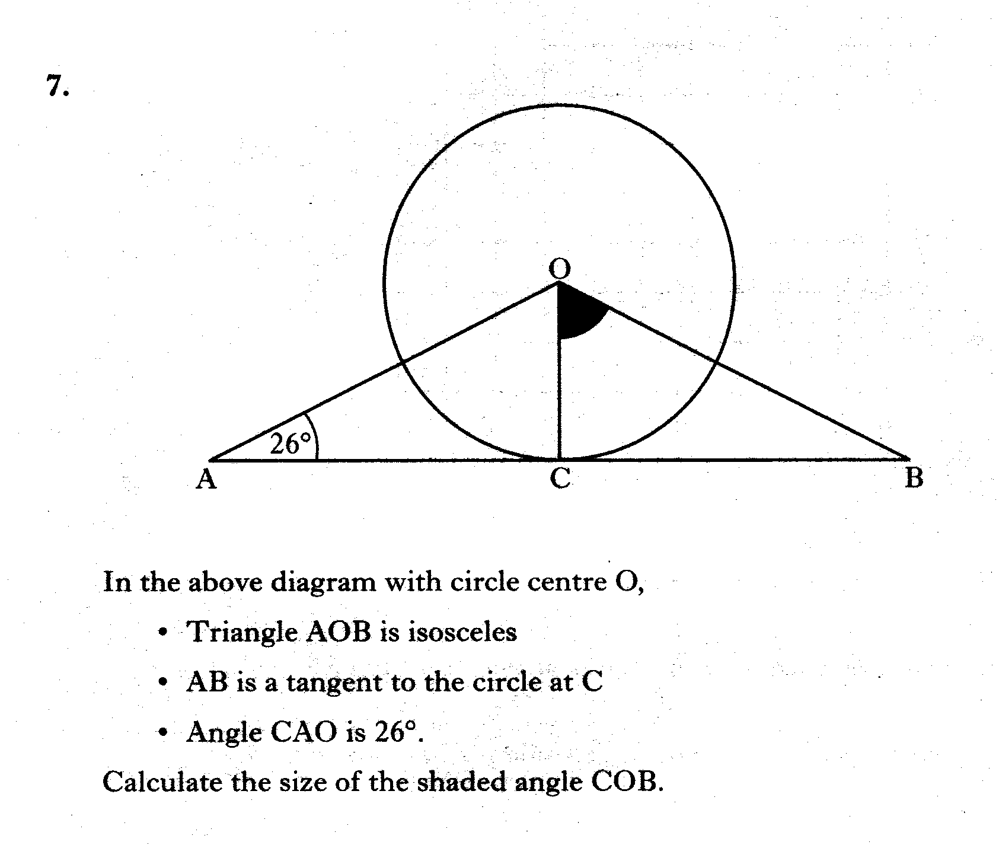 7.
O
26°
A C B
In the above diagram with circle centre O,
• Triangle AOB is isosceles
• AB is a tangent to the circle at C
• Angle CAO is 26°.
Calculate the size of the shaded angle COB.